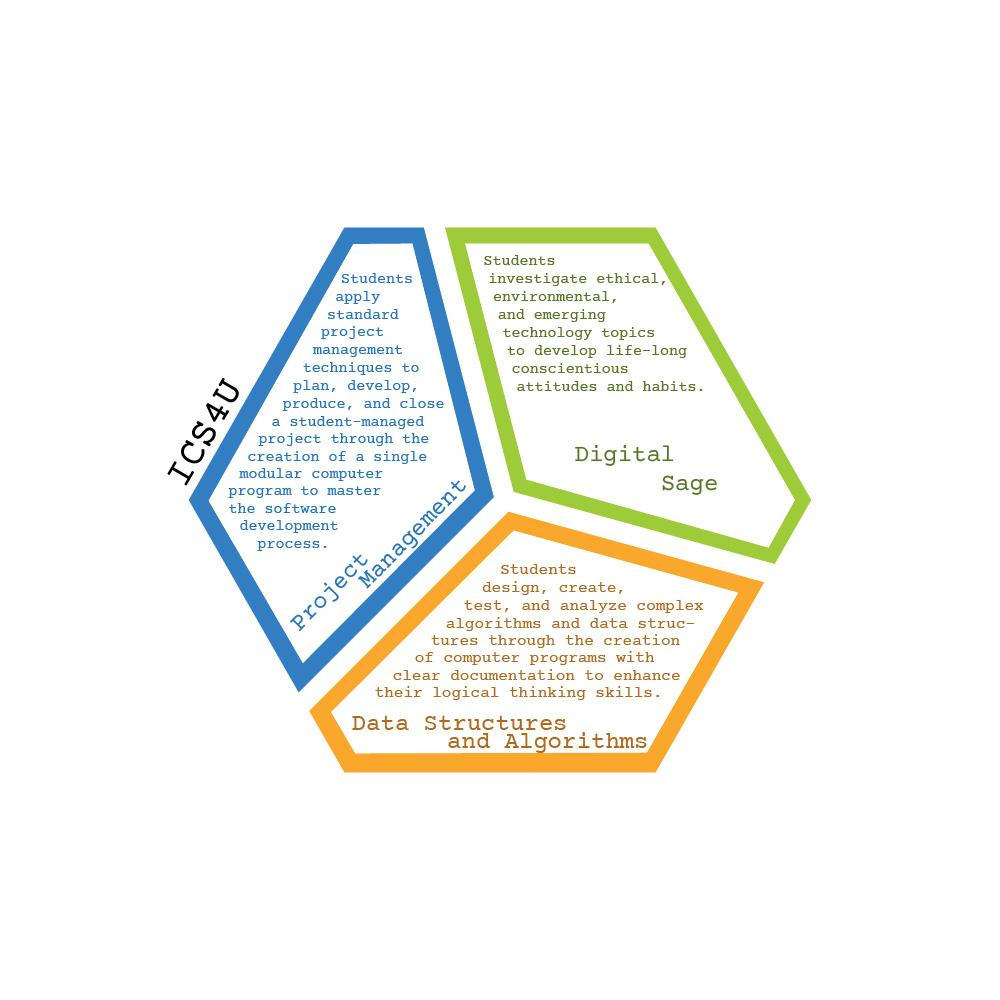 ICS4U
Students
apply
standard
project
management
techniques to
plan, develop,
produce, and close
a student-managed
project through the
creation of a single
modular computer
program to master
the software
development
process.
Project
Management
Students
investigate ethical,
environmental,
and emerging
technology topics
to develop life-long
conscientious
attitudes and habits.
Digital
Sage
Students
design, create,
test, and analyze complex
algorithms and data struc-
tures through the creation
of computer programs with
clear documentation to enhance
their logical thinking skills.
Data Structures
and Algorithms